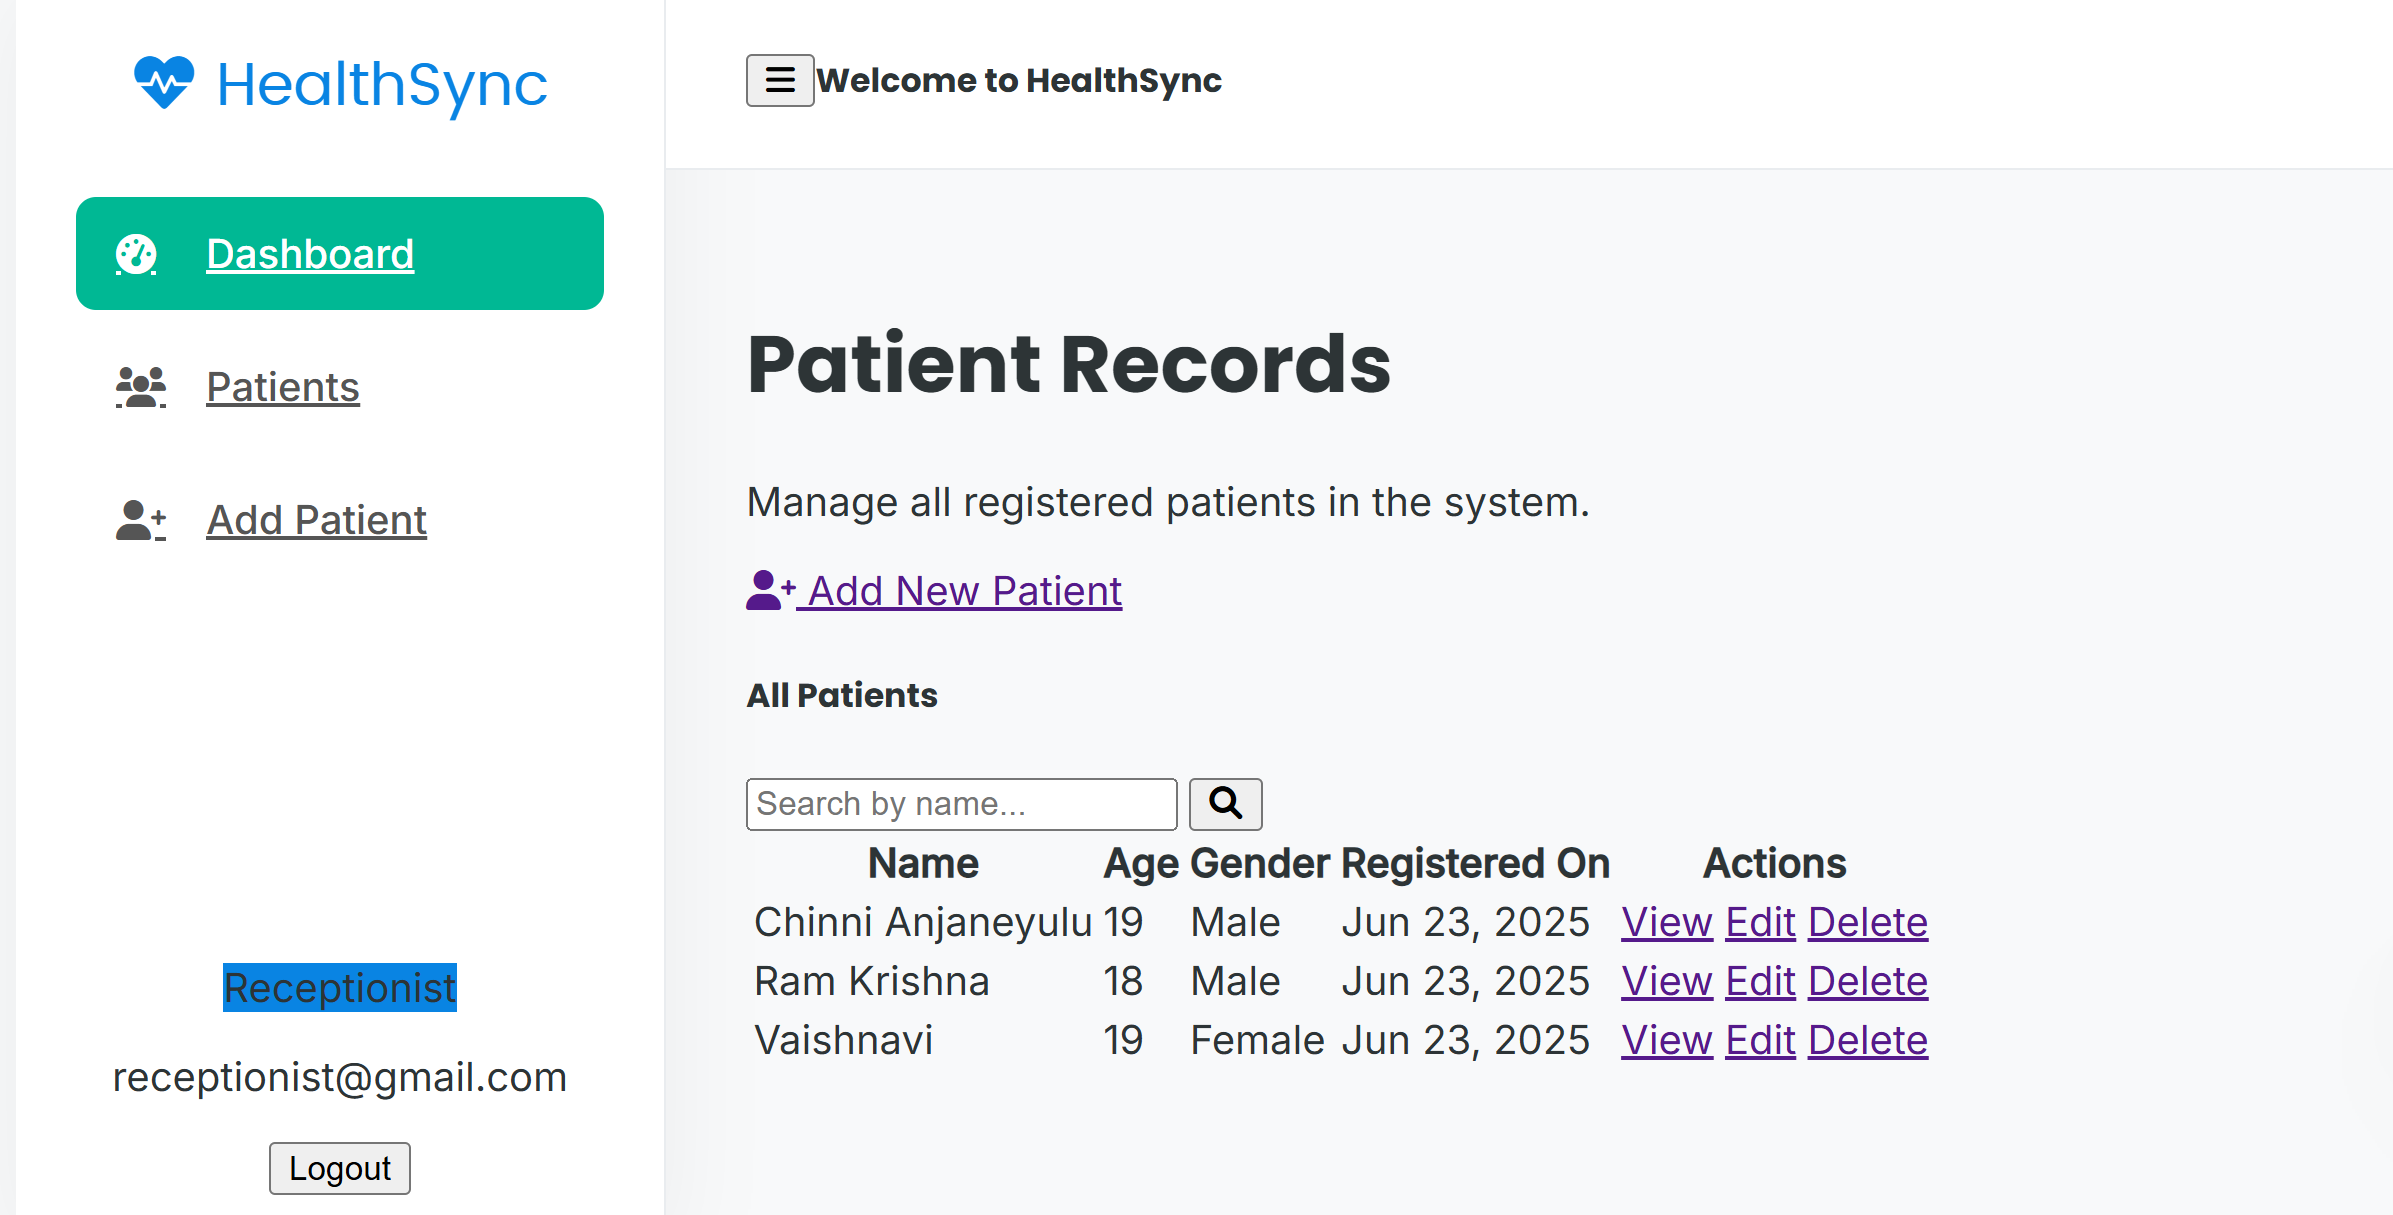 HealthSync
Dashboard
Patients
Add Patient
Receptionist
receptionist@gmail.com
Logout
Welcome to HealthSync
Patient Records
Manage all registered patients in the system.
Add New Patient
All Patients
Search by name...
Name Age Gender Registered On Actions
Chinni Anjaneyulu 19 Male Jun 23, 2025 View Edit Delete
Ram Krishna 18 Male Jun 23, 2025 View Edit Delete
Vaishnavi 19 Female Jun 23, 2025 View Edit Delete